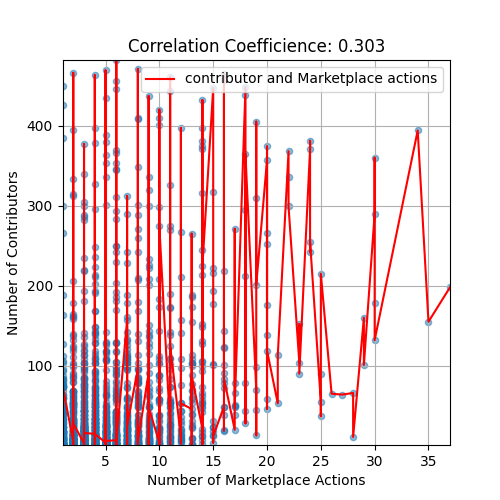 Correlation Coefficience: 0.303
contributor and Marketplace actions
Number of Contributors
400
300
200
100
5 10 15 20 25 30 35
Number of Marketplace Actions